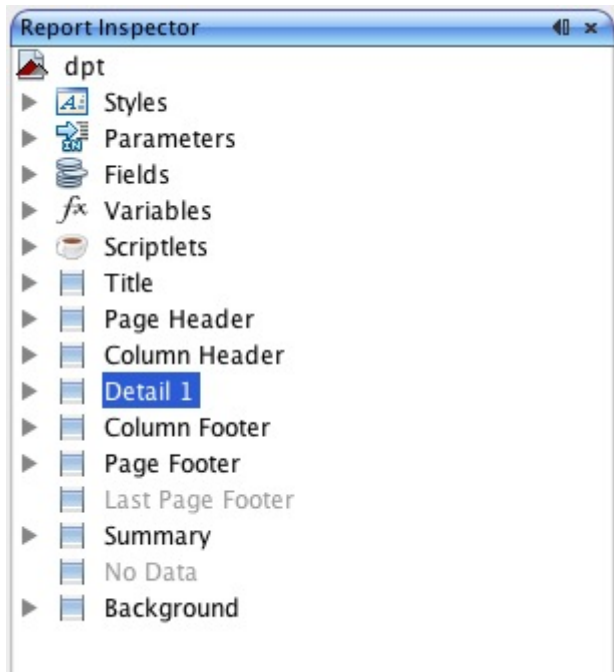 Report Inspector
dpt
Styles
Parameters
Fields
Variables
Scriptlets
Title
Page Header
Column Header
Detail 1
Column Footer
Page Footer
Last Page Footer
Summary
No Data
Background